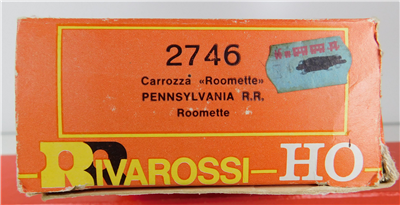 2746
Carrozza «Roomette»
PENNSYLVANIA R.R.
Roomette
RIVAROSSI HO